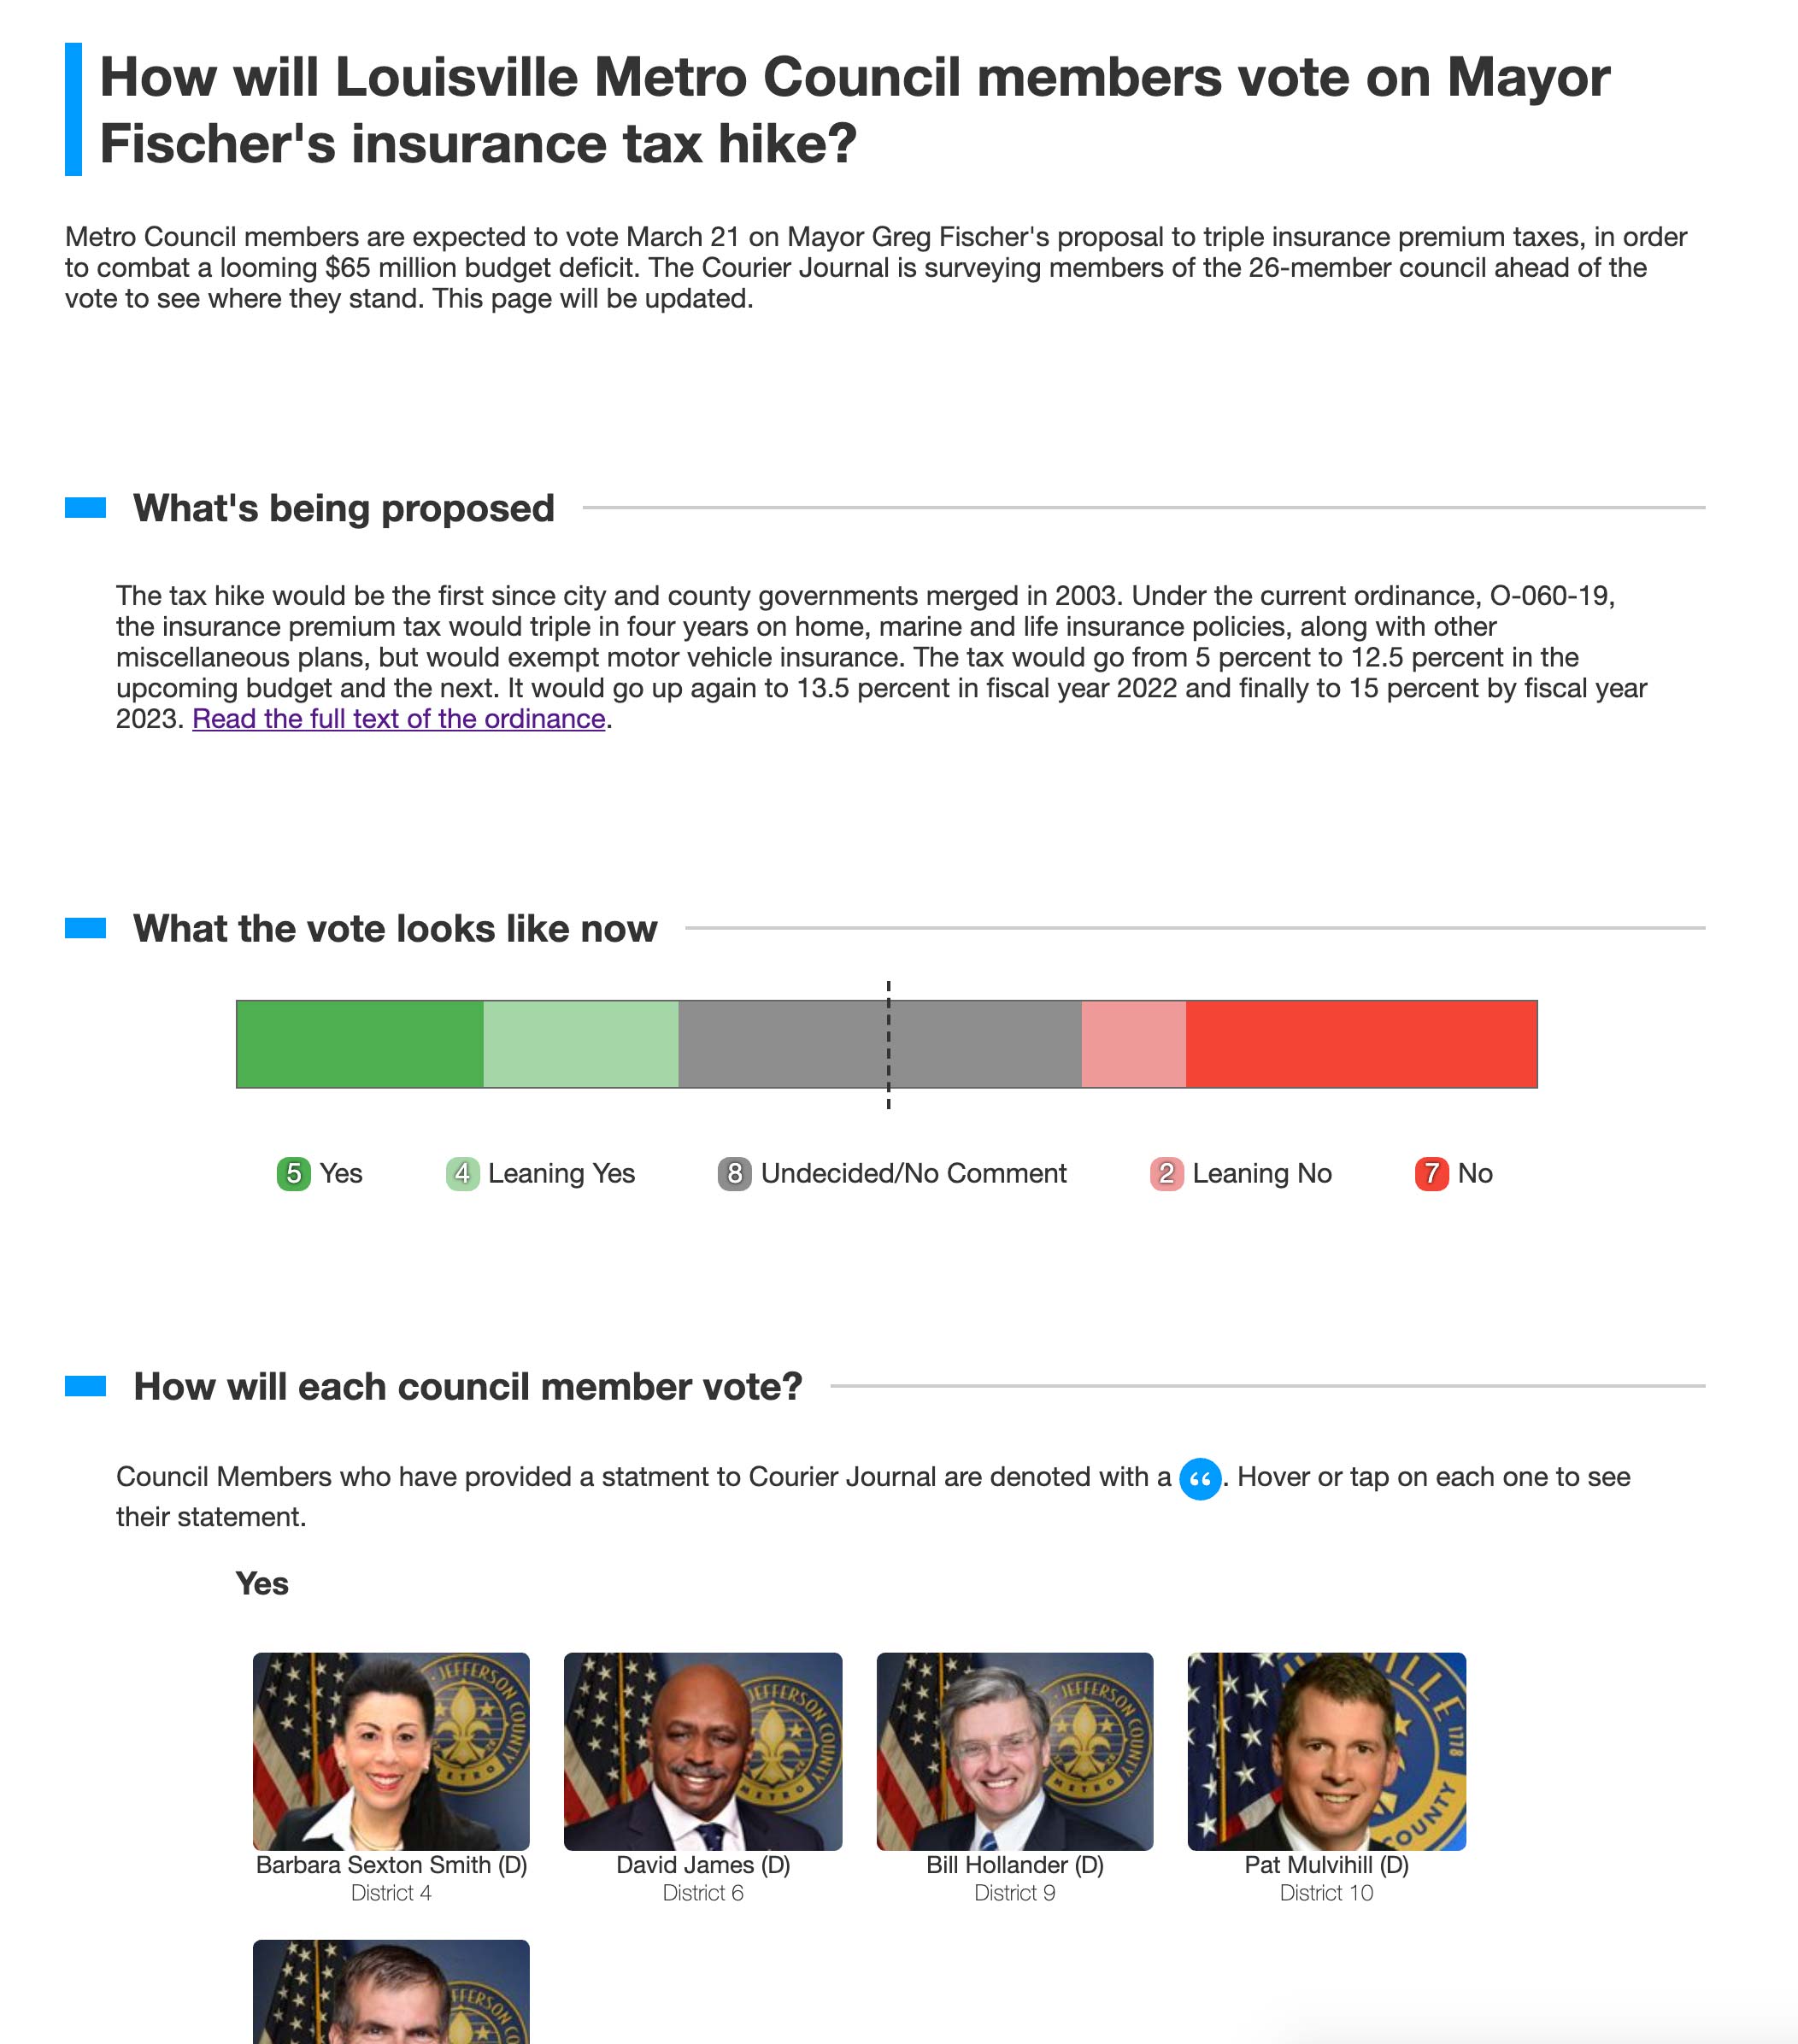 How will Louisville Metro Council members vote on Mayor
Fischer's insurance tax hike?
Metro Council members are expected to vote March 21 on Mayor Greg Fischer's proposal to triple insurance premium taxes, in order
to combat a looming $65 million budget deficit. The Courier Journal is surveying members of the 26-member council ahead of the
vote to see where they stand. This page will be updated.
What's being proposed
The tax hike would be the first since city and county governments merged in 2003. Under the current ordinance, O-060-19,
the insurance premium tax would triple in four years on home, marine and life insurance policies, along with other
miscellaneous plans, but would exempt motor vehicle insurance. The tax would go from 5 percent to 12.5 percent in the
upcoming budget and the next. It would go up again to 13.5 percent in fiscal year 2022 and finally to 15 percent by fiscal year
2023. Read the full text of the ordinance.
What the vote looks like now
5 Yes 4 Leaning Yes 8 Undecided/No Comment 2 Leaning No 7 No
How will each council member vote?
Council Members who have provided a statment to Courier Journal are denoted with a “. Hover or tap on each one to see
their statement.
Yes
JEFFERSON COUNTY METRO
JEFFERSON COUNTY METRO
JEFFERSON COUNTY METRO
VILLE 1778 COUNTY
Barbara Sexton Smith (D) David James (D) Bill Hollander (D) Pat Mulvihill (D)
District 4 District 6 District 9 District 10